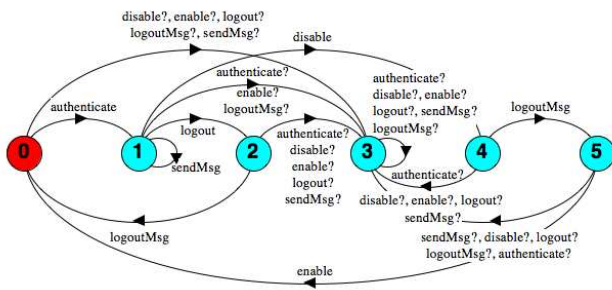 disable?, enable?, logout?
logoutMsg?, sendMsg?
disable
authenticate?
enable?
logoutMsg?
authenticate?
disable?, enable?
logout?, sendMsg?
logoutMsg?
logoutMsg
authenticate
logout
0
1
2
3
4
5
sendMsg
authenticate?
disable?
enable?
logout?
sendMsg?
authenticate?
disable?, enable?, logout?
sendMsg?
logoutMsg
sendMsg?, disable?, logout?
logoutMsg?, authenticate?
enable